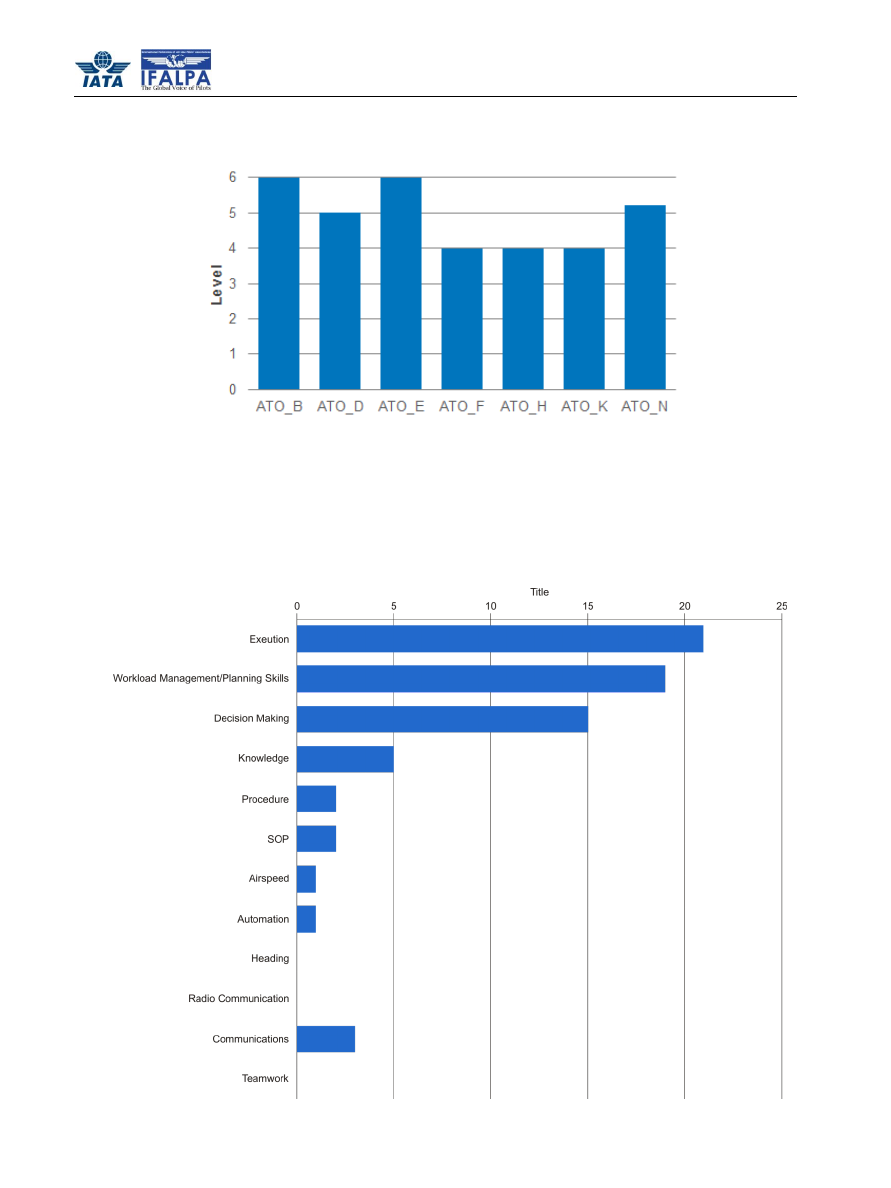 IATA
IFALPA
The Global Voice of Pilots
6
5
4
3
2
1
0
Level
ATO_B ATO_D ATO_E ATO_F ATO_H ATO_K ATO_N
Title
0 5 10 15 20 25
Exeution
Workload Management/Planning Skills
Decision Making
Knowledge
Procedure
SOP
Airspeed
Automation
Heading
Radio Communication
Communications
Teamwork